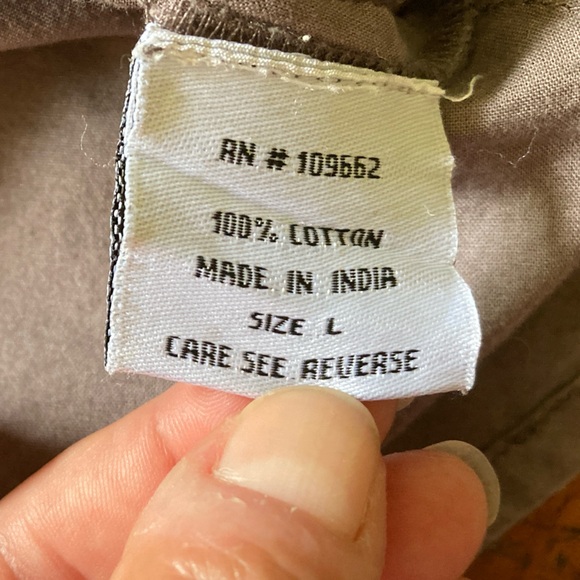 RN # 109662
100% COTTON
MADE IN INDIA
SIZE L
CARE SEE REVERSE